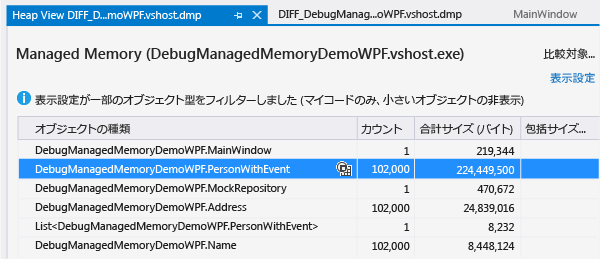 Heap View DIFF_D...moWPF.vshost.dmp DIFF_DebugManag...oWPF.vshost.dmp MainWindow
Managed Memory (DebugManagedMemoryDemoWPF.vshost.exe) 比較対象...
表示設定
表示設定が一部のオブジェクト型をフィルターしました (マイコードのみ、小さいオブジェクトの非表示)
オブジェクトの種類 カウント 合計サイズ (バイト) 包括サイズ...
DebugManagedMemoryDemoWPF.MainWindow 1 219,344
DebugManagedMemoryDemoWPF.PersonWithEvent 102,000 224,449,500
DebugManagedMemoryDemoWPF.MockRepository 1 470,672
DebugManagedMemoryDemoWPF.Address 102,000 24,839,016
List<DebugManagedMemoryDemoWPF.PersonWithEvent> 1 8,232
DebugManagedMemoryDemoWPF.Name 102,000 8,448,124